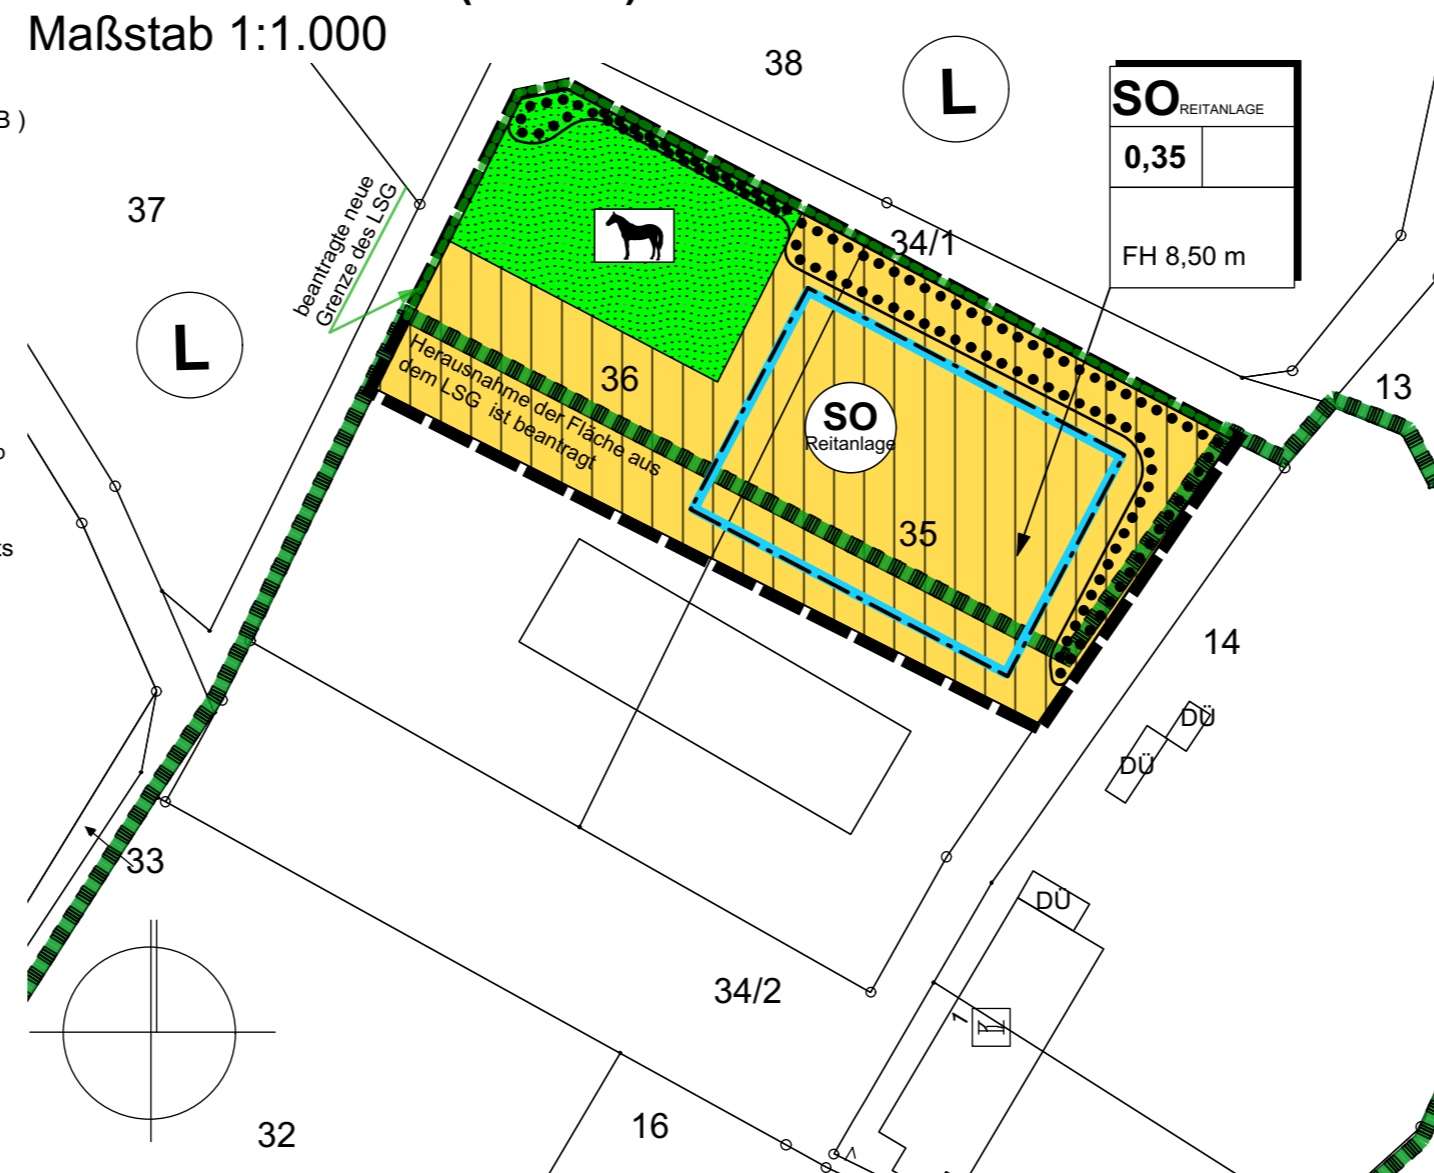 Maßstab 1:1.000
38
L
SO REITANLAGE
0,35
FH 8,50 m
B )
37
beantragte neue
Grenze des LSG
34/1
L
36
Herausnahme der Fläche aus
dem LSG ist beantragt
SO
Reitanlage
13
35
ts
14
DÜ
DÜ
33
DÜ
34/2
1
32
16